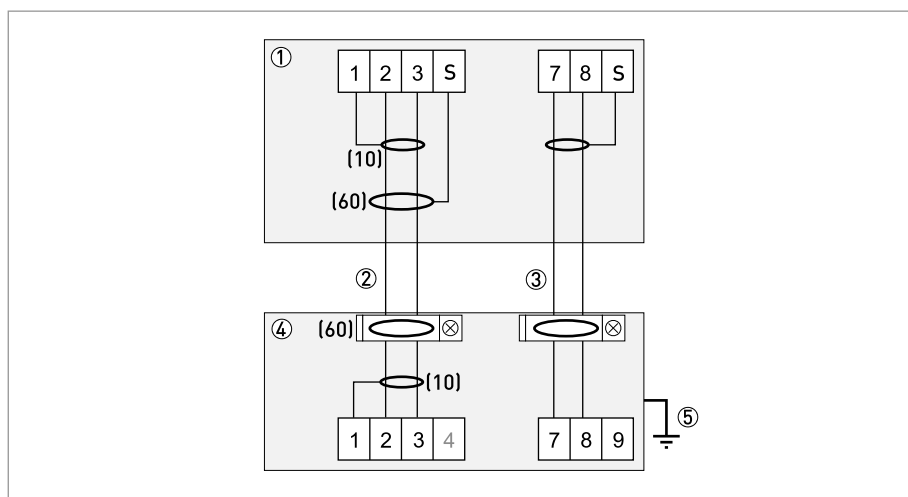 ①
1 2 3 S
7 8 S
(10)
(60)
②
③
④
(60)
(10)
⑤
1 2 3 4
7 8 9